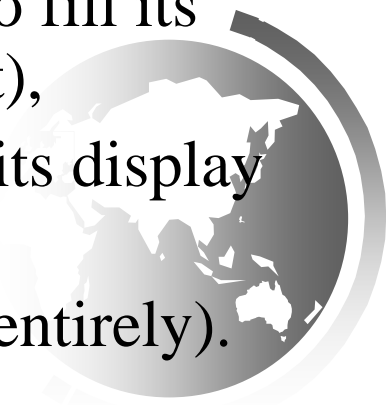 o fill its
t),
its display
entirely).